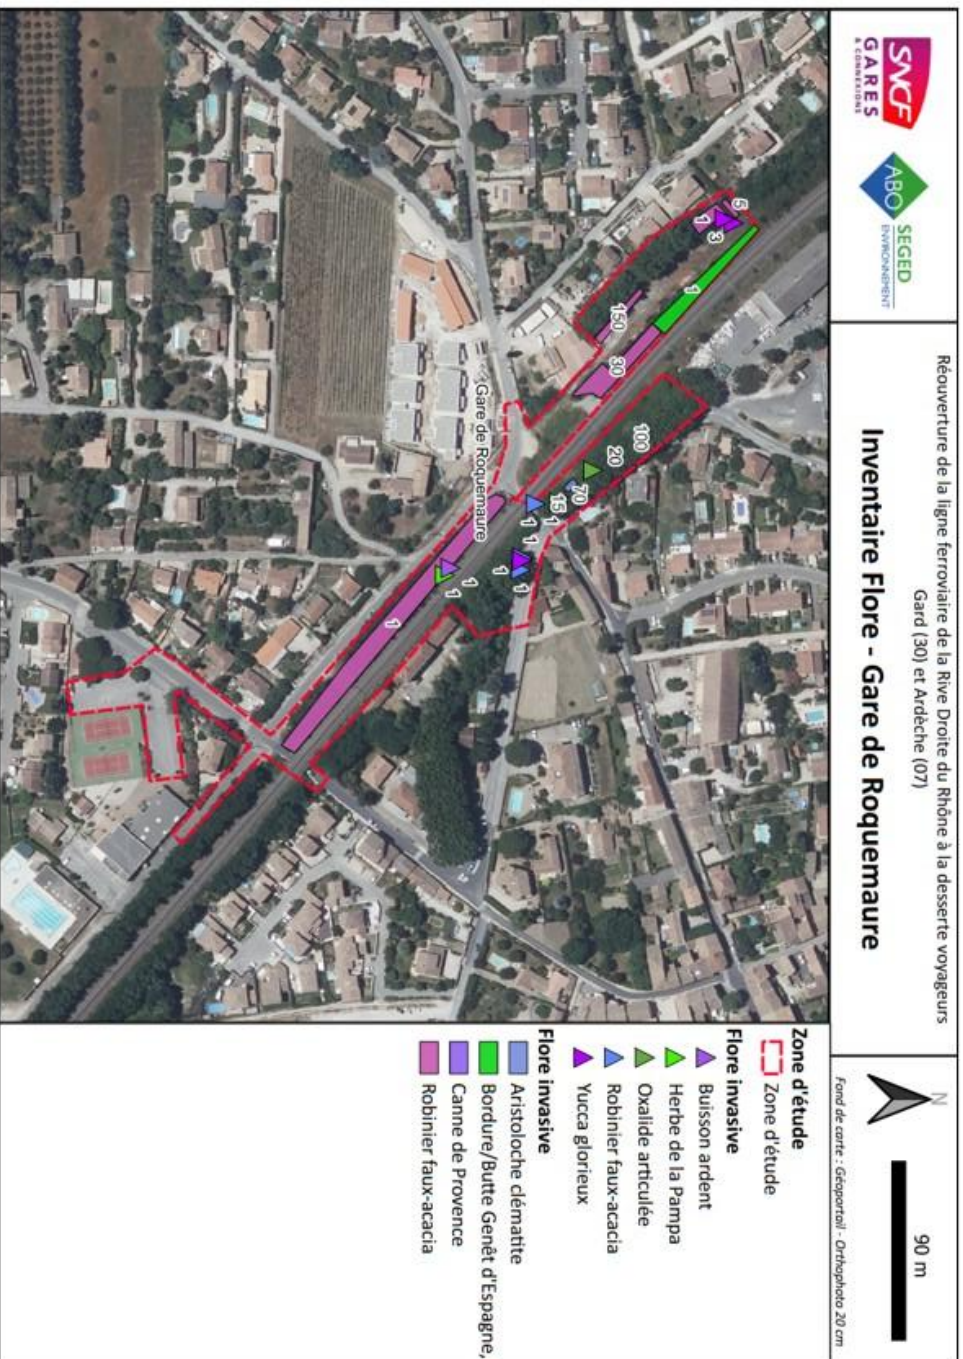 SNCF
GARES
& CONNEXIONS
ABO
SEGED
ENVIRONNEMENT
Réouverture de la ligne ferroviaire de la Rive Droite du Rhône à la desserte voyageurs
Gard (30) et Ardèche (07)
Inventaire Flore - Gare de Roquemaure
N
90 m
Fond de carte : Géoportail - Orthophoto 20 cm
5
3
1
1
150
30
100
20
70
15
1
1
1
1
1
Gare de Roquemaure
1
1
1
Zone d'étude
Zone d'étude
Flore invasive
Buisson ardent
Herbe de la Pampa
Oxalide articulée
Robinier faux-acacia
Yucca glorieux
Flore invasive
Aristoloche clématite
Bordure/Butte Genêt d'Espagne,
Canne de Provence
Robinier faux-acacia